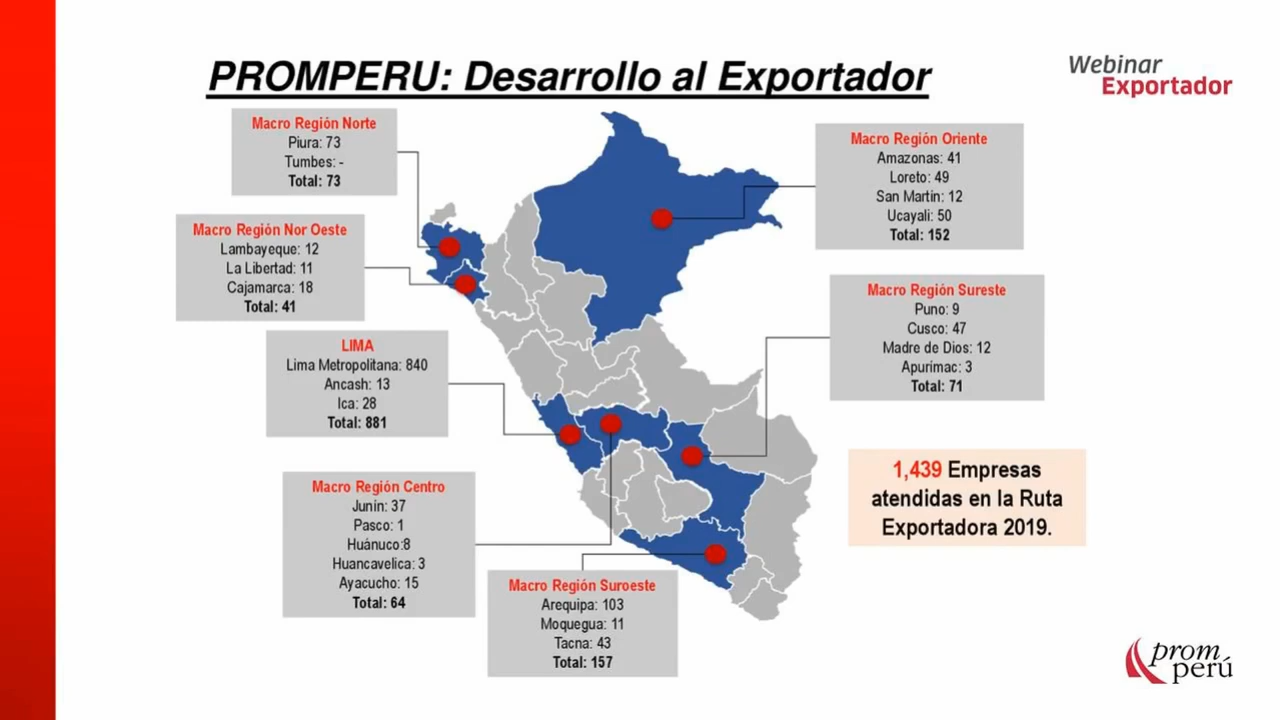 PROMPERU: Desarrollo al Exportador
Webinar
Exportador
Macro Región Norte
Piura: 73
Tumbes: -
Total: 73
Macro Región Nor Oeste
Lambayeque: 12
La Libertad: 11
Cajamarca: 18
Total: 41
LIMA
Lima Metropolitana: 840
Ancash: 13
Ica: 28
Total: 881
Macro Región Centro
Junín: 37
Pasco: 1
Huánuco:8
Huancavelica: 3
Ayacucho: 15
Total: 64
Macro Región Suroeste
Arequipa: 103
Moquegua: 11
Tacna: 43
Total: 157
Macro Región Oriente
Amazonas: 41
Loreto: 49
San Martín: 12
Ucayali: 50
Total: 152
Macro Región Sureste
Puno: 9
Cusco: 47
Madre de Dios: 12
Apurímac: 3
Total: 71
1,439 Empresas
atendidas en la Ruta
Exportadora 2019.
prom
perú